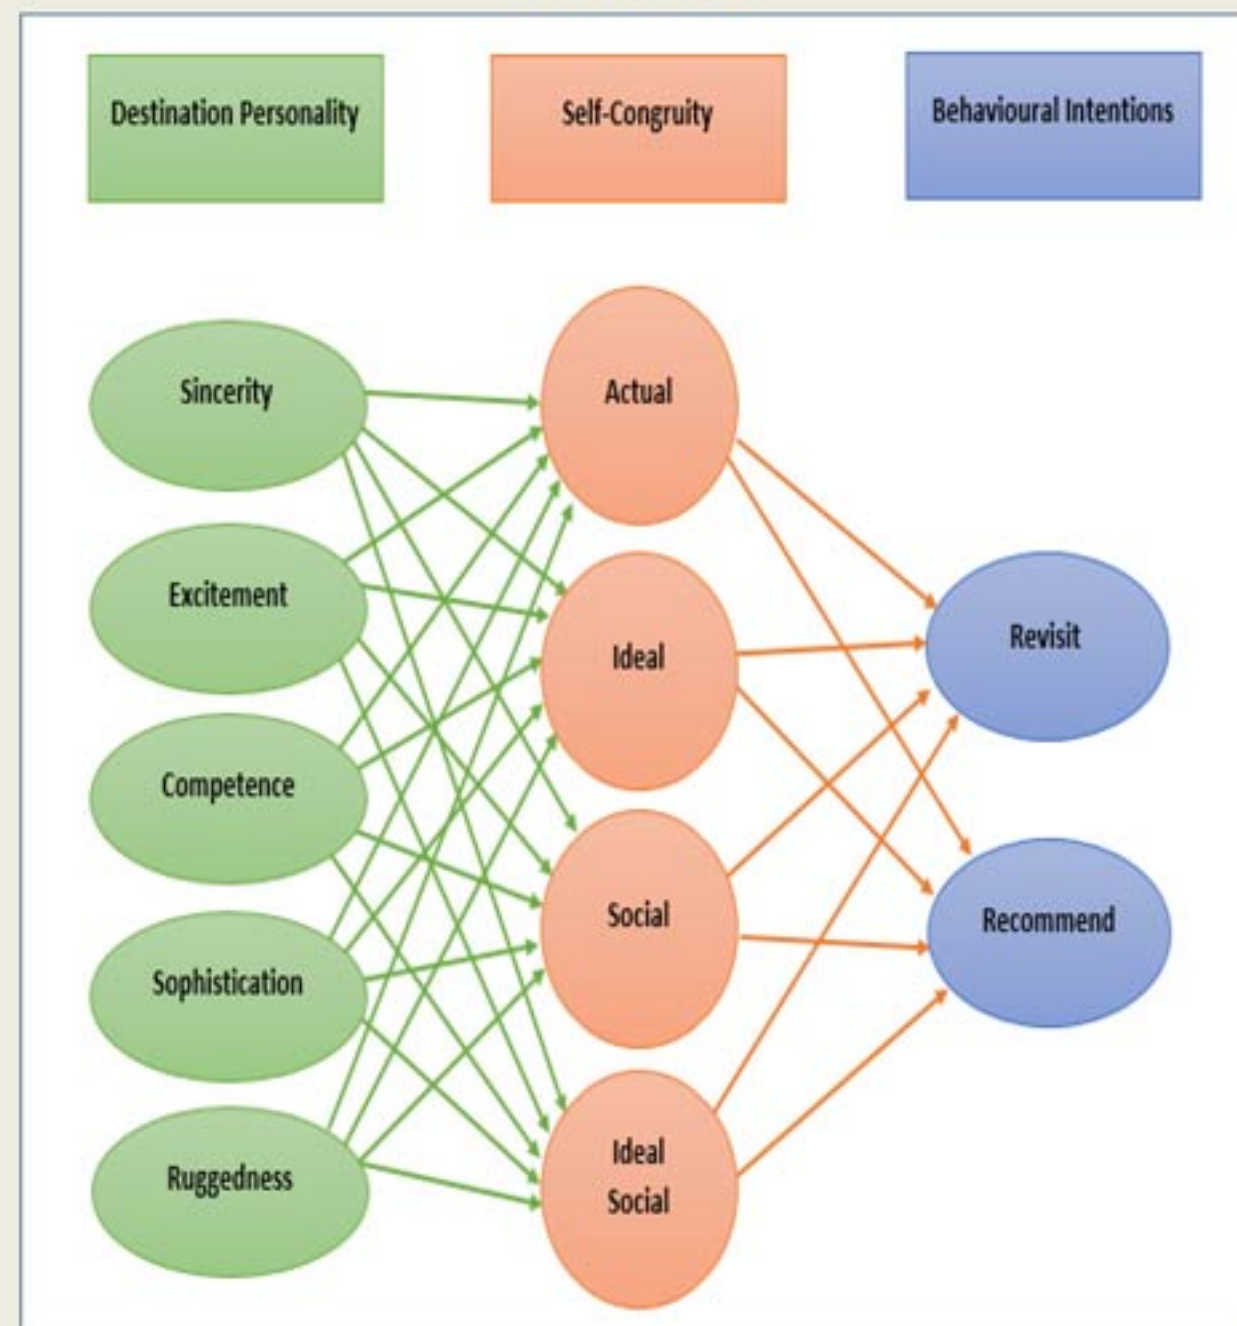 Destination Personality
Self-Congruity
Behavioural Intentions
Sincerity
Excitement
Competence
Sophistication
Ruggedness
Actual
Ideal
Social
Ideal
Social
Revisit
Recommend